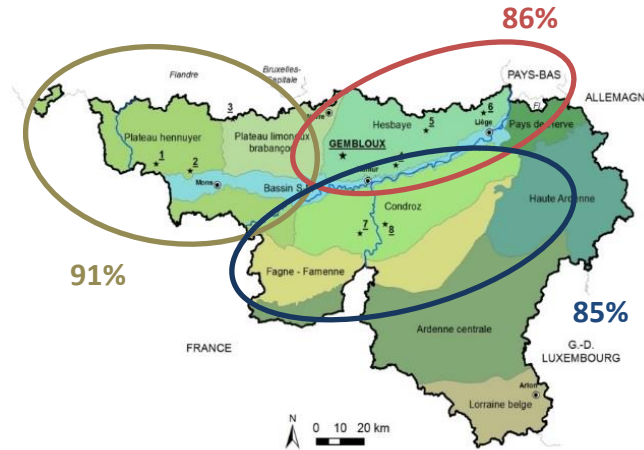 86%
Flandre
Bruxelles-
Capitale
PAYS-BAS
ALLEMAGN
3
6
5
Liège
Pays de Herve
Plateau hennuyer
Plateau limoneux
brabançon
Hesbaye
GEMBLOUX
1
2
Mons
Bassin S
Condroz
Haute Ardenne
7
8
91%
Fagne - Famenne
85%
FRANCE
Ardenne centrale
G.-D.
LUXEMBOURG
Arlon
Lorraine belge
N
0 10 20 km